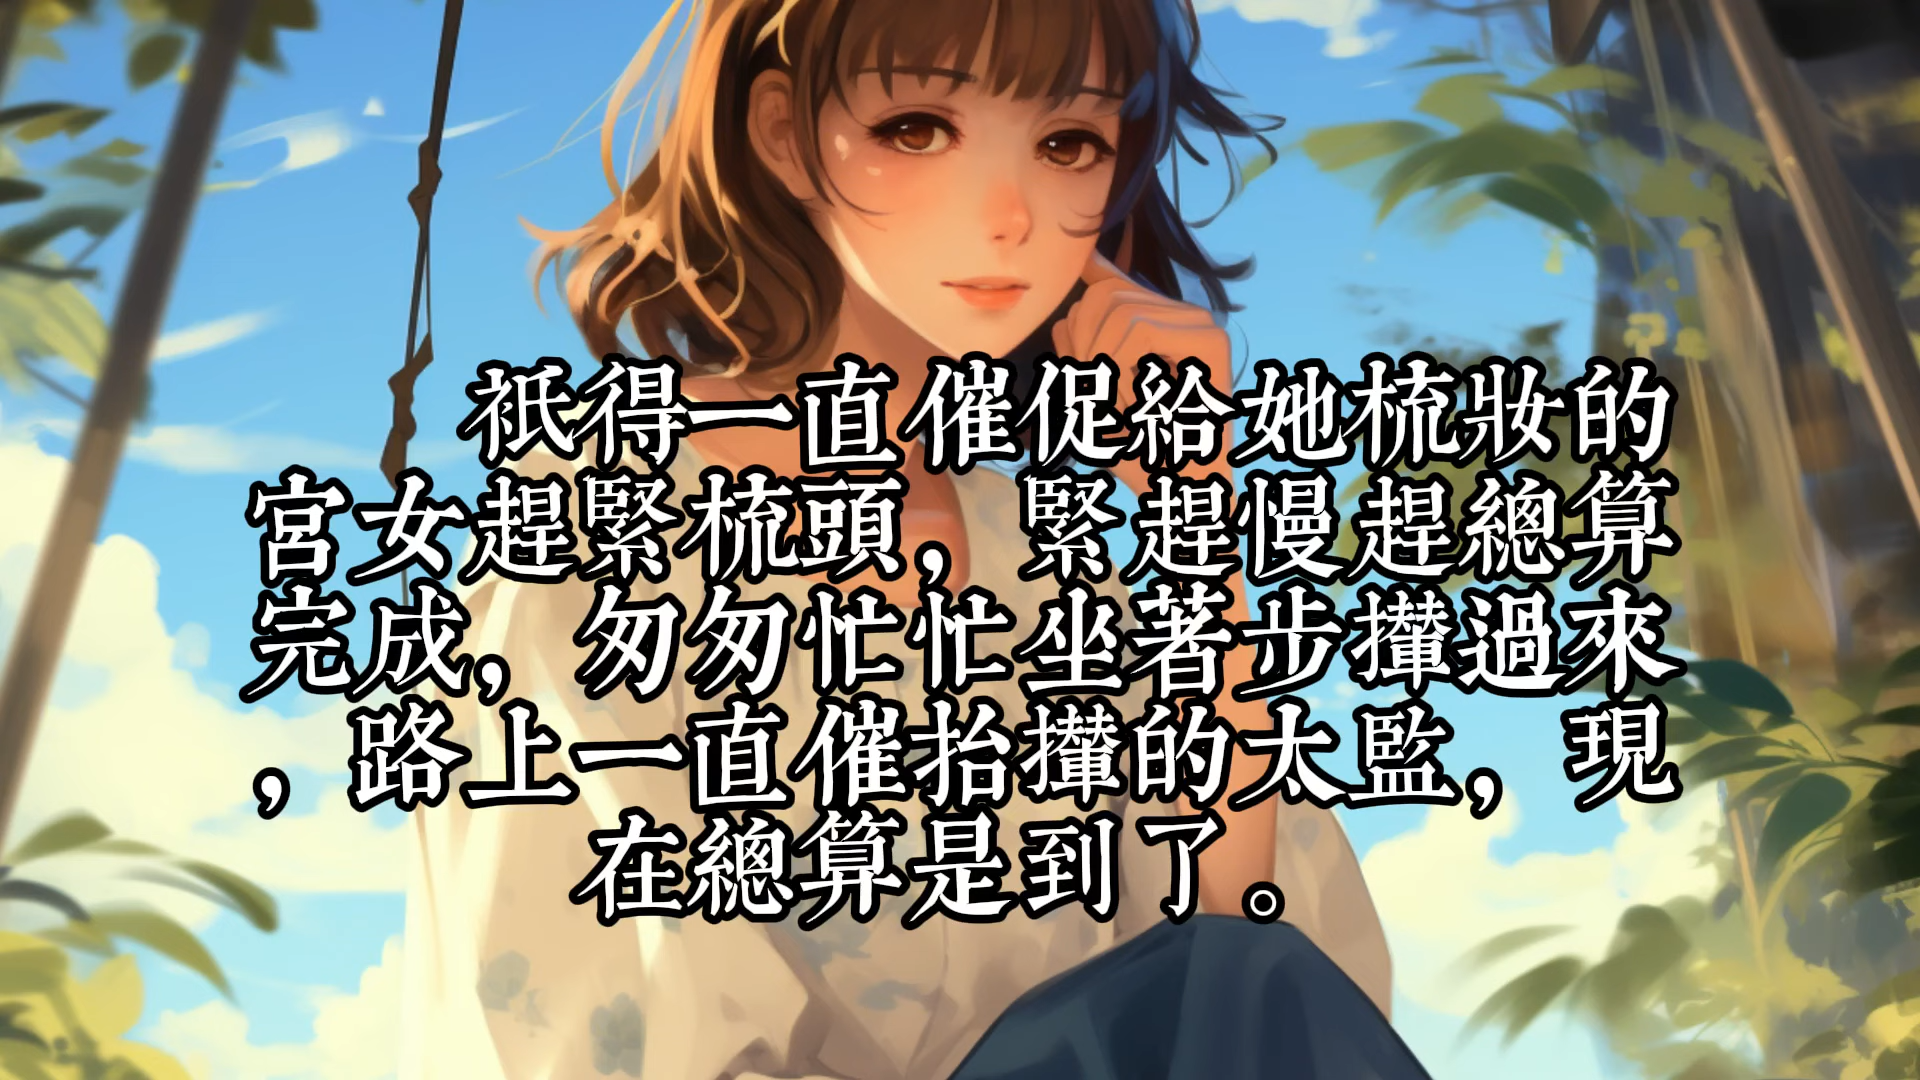 衹得一直催促給她梳妝的
宮女趕緊梳頭，緊趕慢趕總算
完成，匆匆忙忙坐著步攆過來
，路上一直催抬攆的太監，現
在總算是到了。